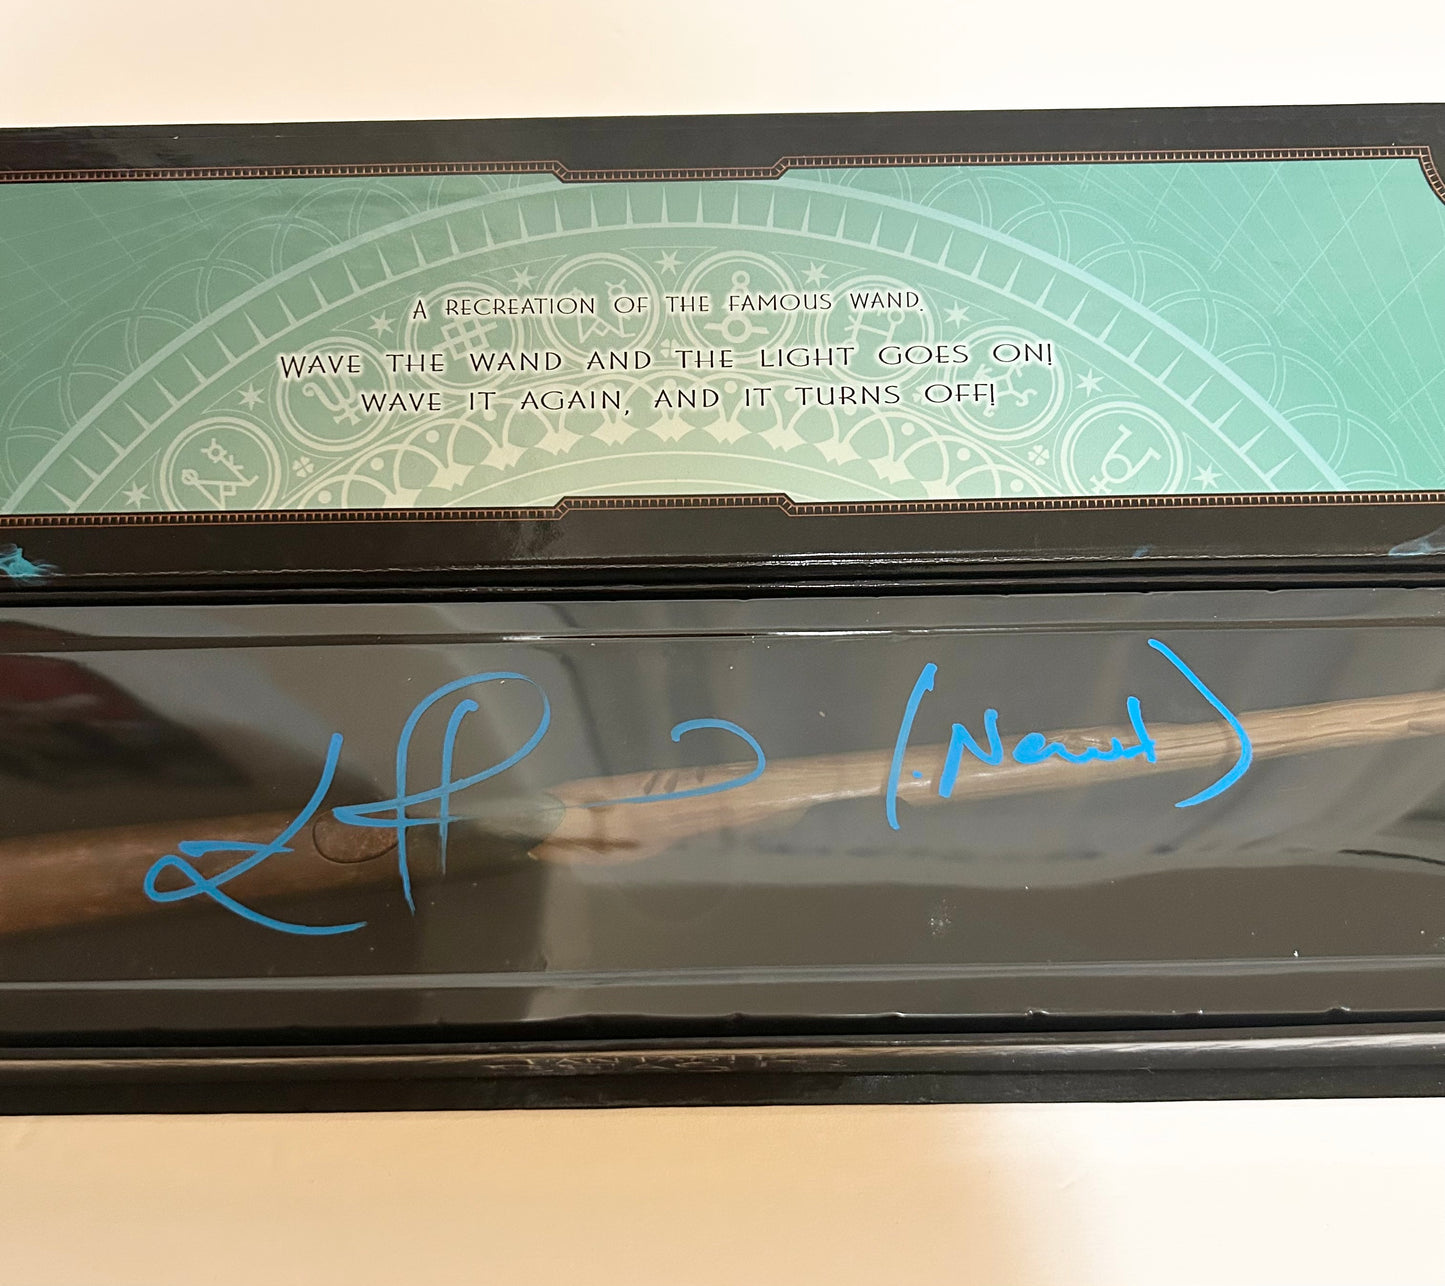 A RECREATION OF THE FAMOUS WAND.
WAVE THE WAND AND THE LIGHT GOES ON!
WAVE IT AGAIN, AND IT TURNS OFF!
(Newt)